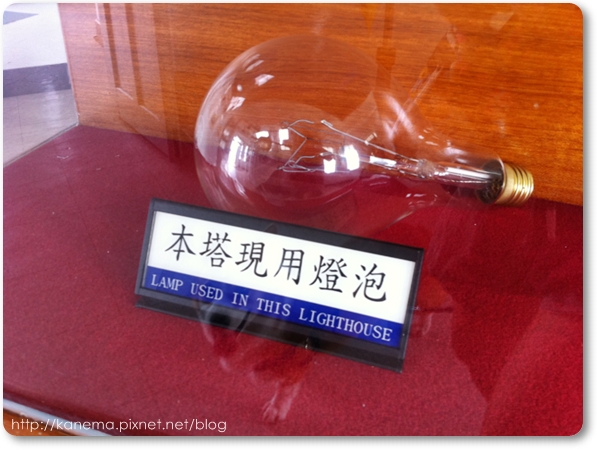 本塔現用燈泡
LAMP USED IN THIS LIGHTHOUSE
http://kanema.pixnet.net/blog